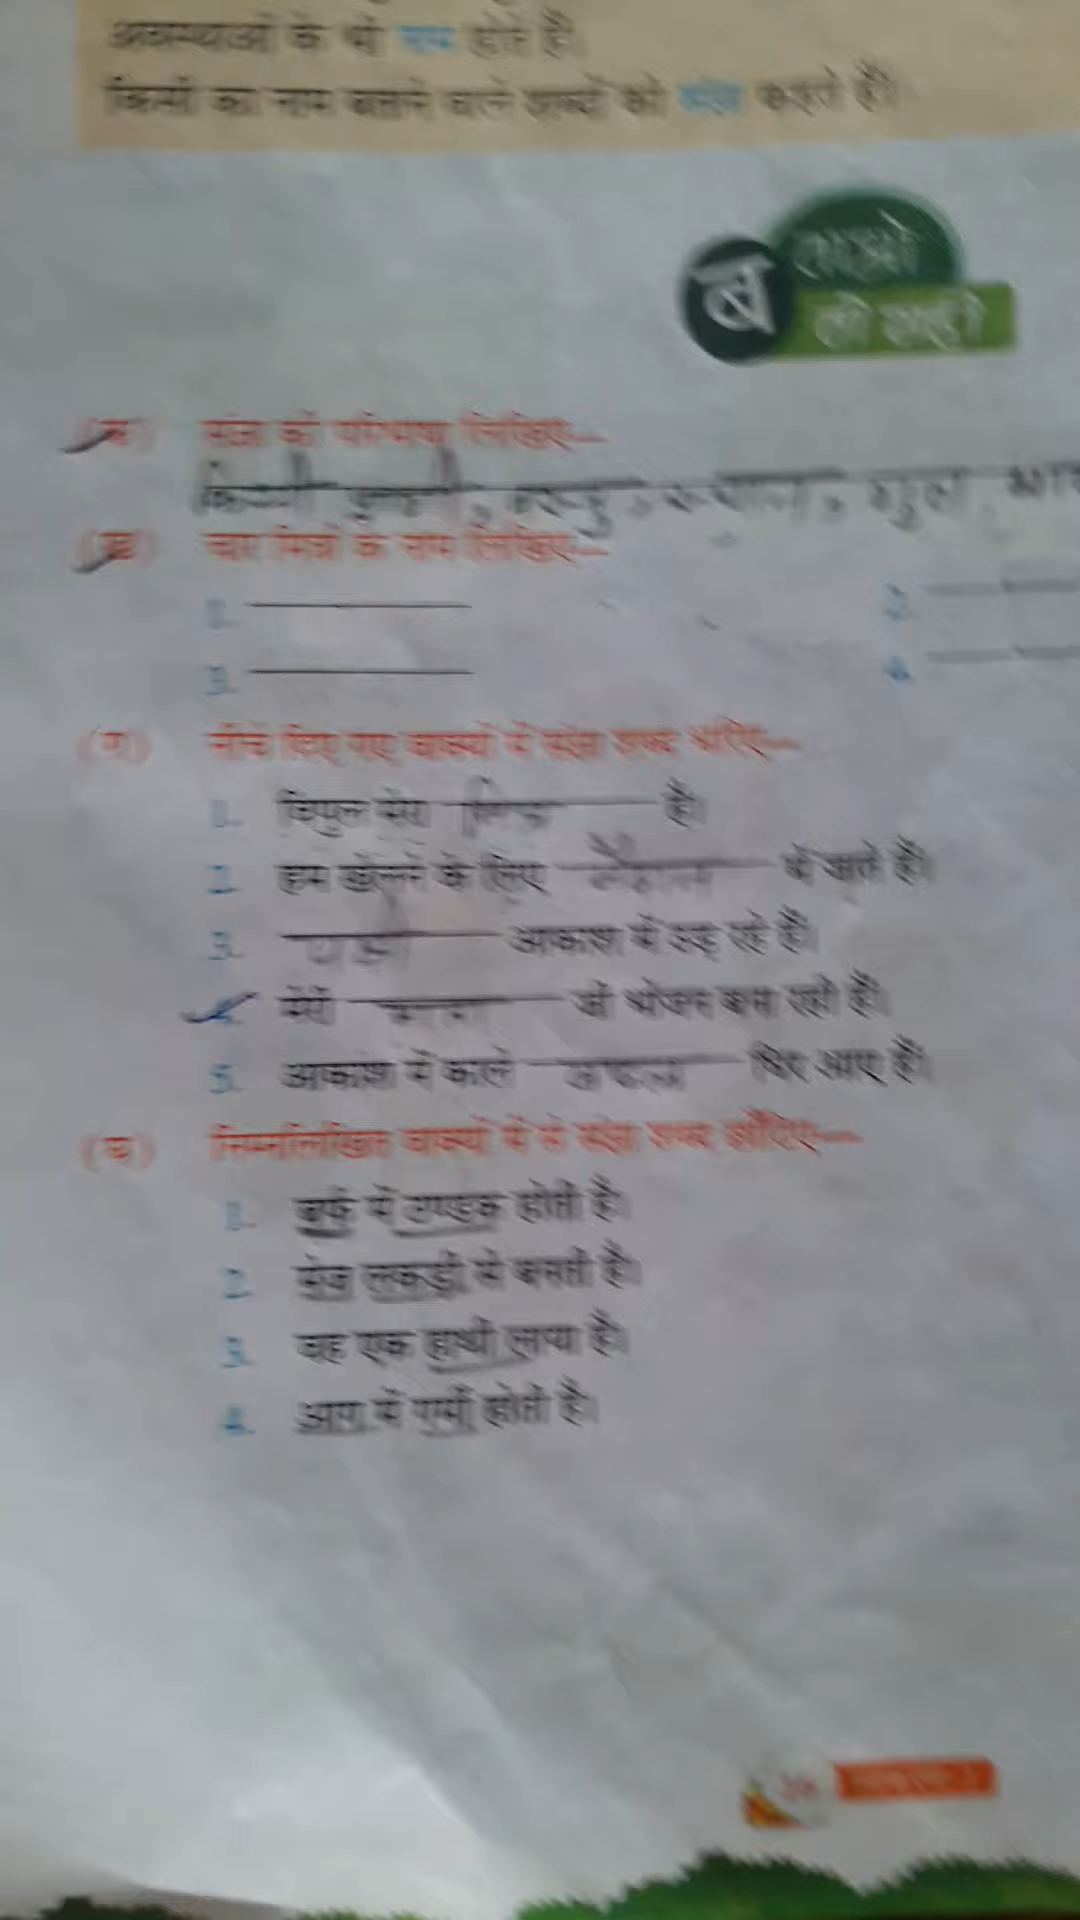 अवस्थाओं के भी नाम होते हैं।
किसी का नाम बताने वाले शब्दों को संज्ञा कहते हैं।
ब
ताओ
तो सही
(क) संज्ञा की परिभाषा लिखिए—
किसी
(ख) चार मित्रों के नाम लिखिए—
1. 2.
3. 4.
(ग) नीचे दिए गए वाक्यों में संज्ञा शब्द भरिए—
1. विपुल मेरा मित्र है।
2. हम खेलने के लिए में जाते हैं।
3. पक्षी आकाश में उड़ रहे हैं।
4. मेरी माता जी भोजन बना रही हैं।
5. आकाश में काले घिर आए हैं।
(घ) निम्नलिखित वाक्यों में से संज्ञा शब्द छाँटिए—
1. बर्फ में ठण्डक होती है।
2. मेज लकड़ी से बनती है।
3. वह एक हाथी लाया है।
4. आग में गर्मी होती है।